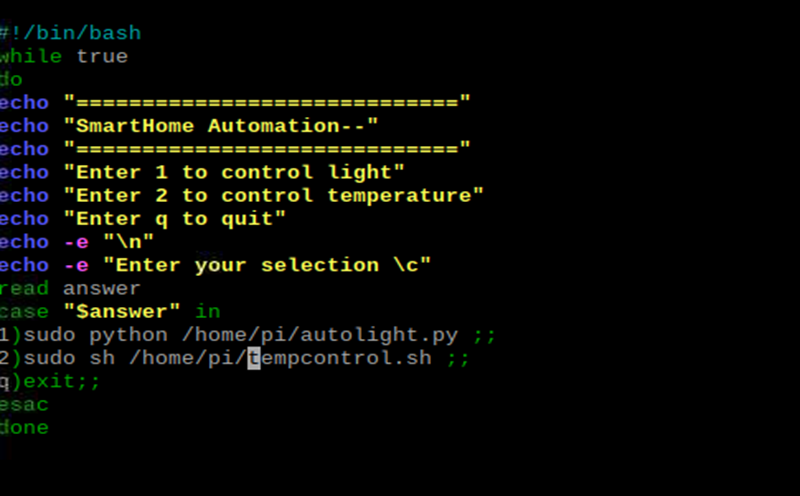 #!/bin/bash
while true
do
echo "============================="
echo "SmartHome Automation--"
echo "============================="
echo "Enter 1 to control light"
echo "Enter 2 to control temperature"
echo "Enter q to quit"
echo -e "\n"
echo -e "Enter your selection \c"
read answer
case "$answer" in
1)sudo python /home/pi/autolight.py ;;
2)sudo sh /home/pi/tempcontrol.sh ;;
q)exit;;
esac
done